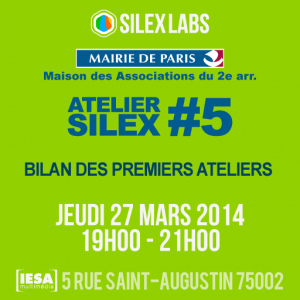 SILEX LABS
MAIRIE DE PARIS
Maison des Associations du 2e arr.
ATELIER
SILEX #5
BILAN DES PREMIERS ATELIERS
JEUDI 27 MARS 2014
19H00 - 21H00
[IESA]
multimédia
5 RUE SAINT-AUGUSTIN 75002